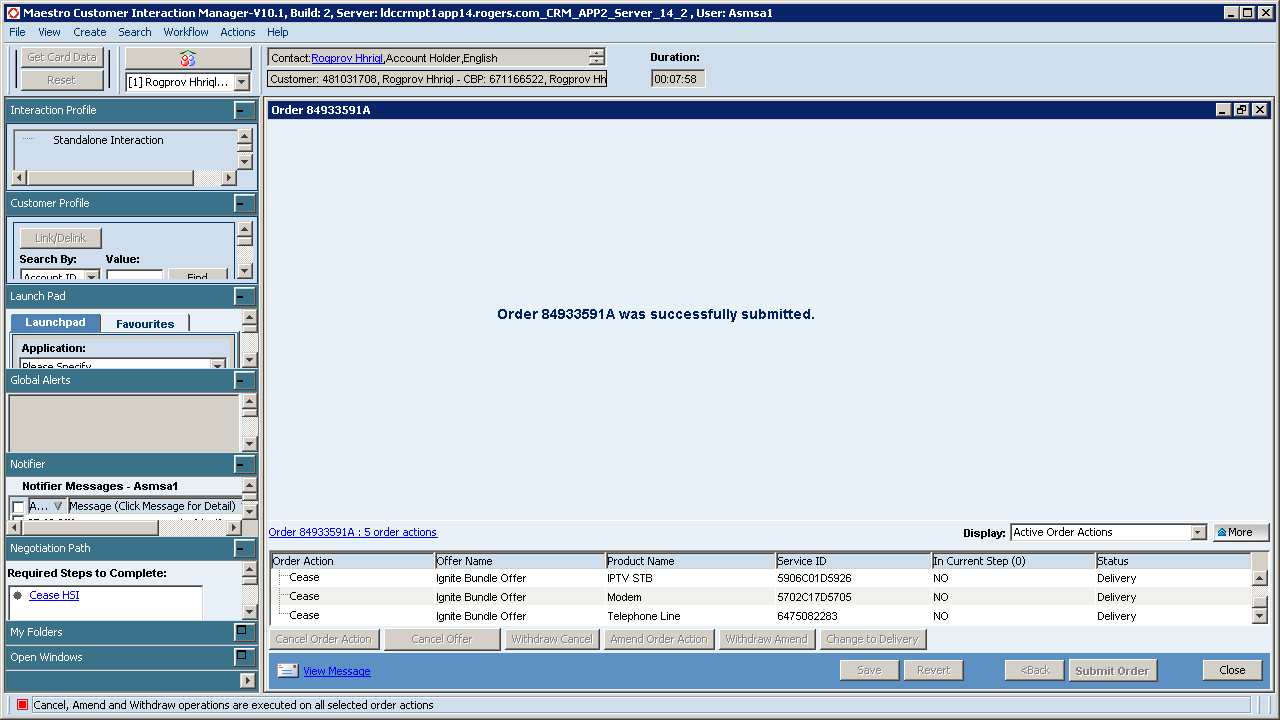 Maestro Customer Interaction Manager-V10.1, Build: 2, Server: ldccrmpt1app14.rogers.com_CRM_APP2_Server_14_2 , User: Asmsa1
File View Create Search Workflow Actions Help
Get Card Data
Reset
[1] Rogprov Hhriql...
Contact:Rogprov Hhriql,Account Holder,English
Customer: 481031708, Rogprov Hhriql - CBP: 671166522, Rogprov Hh
Duration:
00:07:58
Interaction Profile
Standalone Interaction
Customer Profile
Link/Delink
Search By: Value:
Account ID Find
Launch Pad
Launchpad Favourites
Application:
Please Specify
Global Alerts
Notifier
Notifier Messages - Asmsa1
A... Message (Click Message for Detail)
Negotiation Path
Required Steps to Complete:
Cease HSI
My Folders
Open Windows
Order 84933591A
Order 84933591A was successfully submitted.
Order 84933591A : 5 order actions
Display: Active Order Actions More
Order Action Offer Name Product Name Service ID In Current Step (0) Status
Cease Ignite Bundle Offer IPTV STB 5906C01D5926 NO Delivery
Cease Ignite Bundle Offer Modem 5702C17D5705 NO Delivery
Cease Ignite Bundle Offer Telephone Line 6475082283 NO Delivery
Cancel Order Action Cancel Offer Withdraw Cancel Amend Order Action Withdraw Amend Change to Delivery
View Message Save Revert <Back Submit Order Close
Cancel, Amend and Withdraw operations are executed on all selected order actions